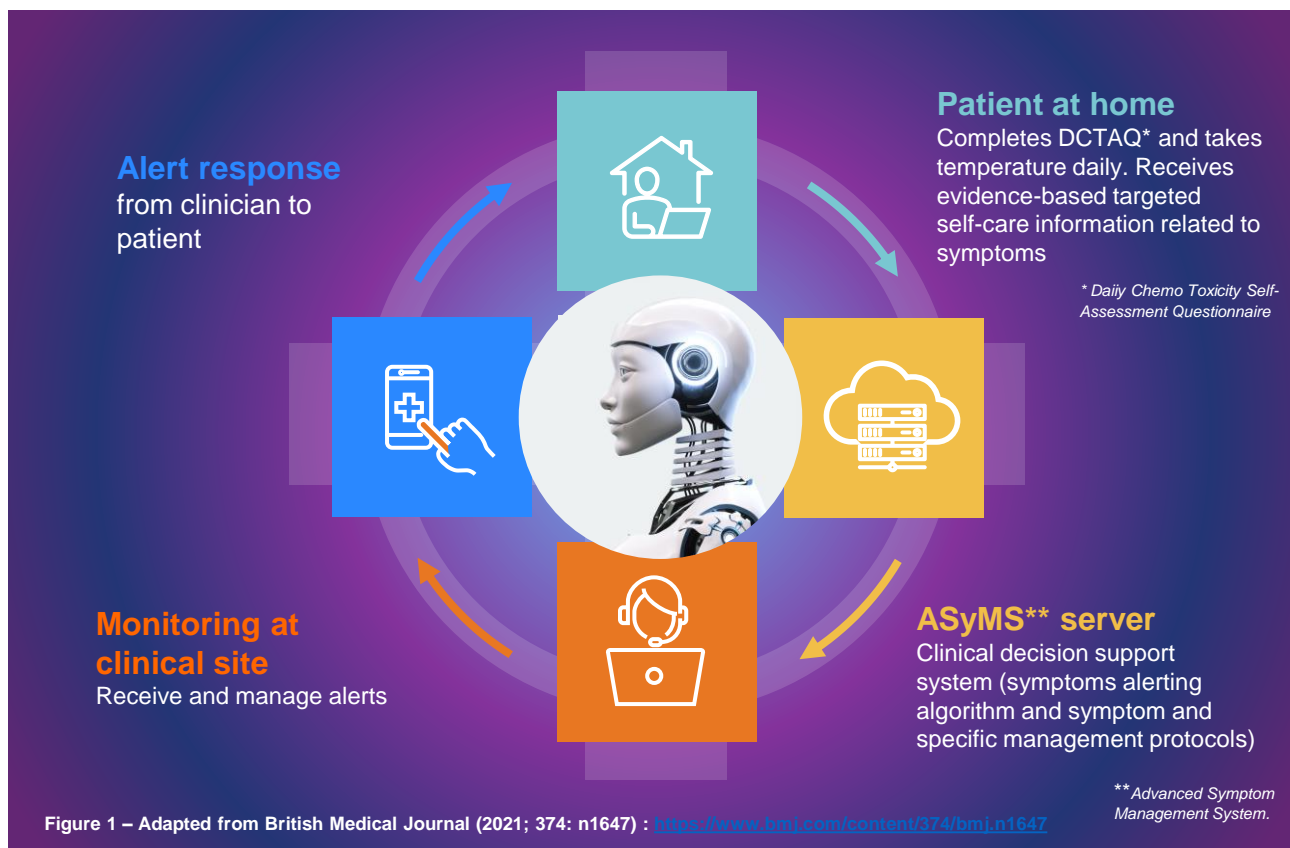 Patient at home
Completes DCTAQ* and takes
temperature daily. Receives
evidence-based targeted
self-care information related to
symptoms
* Daiiy Chemo Toxicity Self-
Assessment Questionnaire
Alert response
from clinician to
patient
ASyMS** server
Clinical decision support
system (symptoms alerting
algorithm and symptom and
specific management protocols)
**Advanced Symptom
Management System.
Monitoring at
clinical site
Receive and manage alerts
Figure 1 – Adapted from British Medical Journal (2021; 374: n1647) : https://www.bmj.com/content/374/bmj.n1647